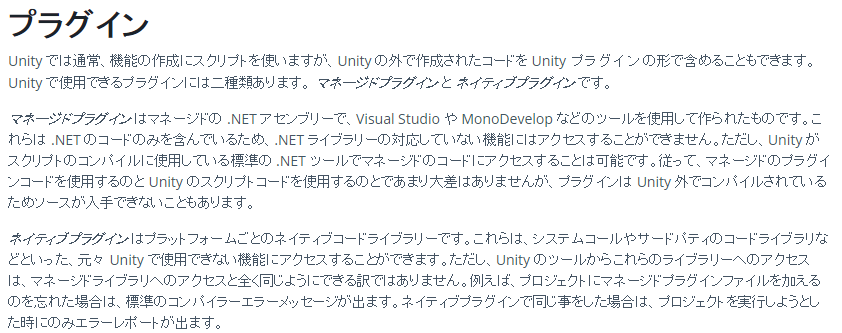 プラグイン
Unity では通常、機能の作成にスクリプトを使いますが、Unity の外で作成されたコードを Unity プラグイン の形で含めることもできます。
Unity で使用できるプラグインには二種類あります。 マネージドプラグイン と ネイティブプラグイン です。
マネージドプラグイン はマネージドの .NET アセンブリーで、Visual Studio や MonoDevelop などのツールを使用して作られたものです。こ
れらは .NET のコードのみを含んでいるため、.NET ライブラリーの対応していない機能にはアクセスすることができません。ただし、Unity が
スクリプトのコンパイルに使用している標準の .NET ツールでマネージドのコードにアクセスすることは可能です。従って、マネージドのプラグイ
ンコードを使用するのと Unity のスクリプトコードを使用するのとであまり大差はありませんが、プラグインは Unity 外でコンパイルされている
ためソースが入手できないこともあります。
ネイティブプラグイン はプラットフォームごとのネイティブコードライブラリーです。これらは、システムコールやサードパティのコードライブラリな
どといった、元々 Unity で使用できない機能にアクセスすることができます。ただし、Unity のツールからこれらのライブラリーへのアクセス
は、マネージドライブラリへのアクセスと全く同じようにできる訳ではありません。例えば、プロジェクトにマネージドプラグインファイルを加える
のを忘れた場合は、標準のコンパイラーエラーメッセージが出ます。ネイティブプラグインで同じ事をした場合は、プロジェクトを実行しようとし
た時にのみエラーレポートが出ます。